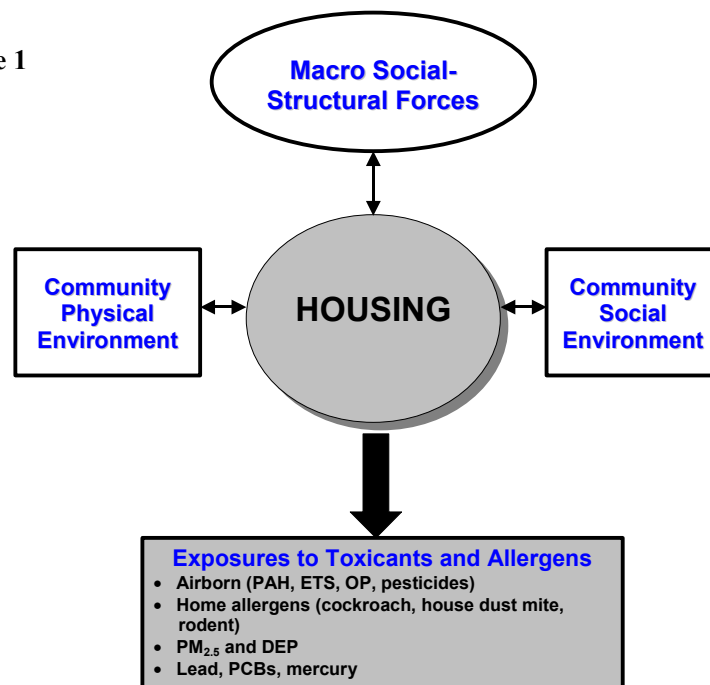 e 1
Macro Social-
Structural Forces
Community
Physical
Environment
HOUSING
Community
Social
Environment
Exposures to Toxicants and Allergens
• Airborn (PAH, ETS, OP, pesticides)
• Home allergens (cockroach, house dust mite,
rodent)
• PM2.5 and DEP
• Lead, PCBs, mercury